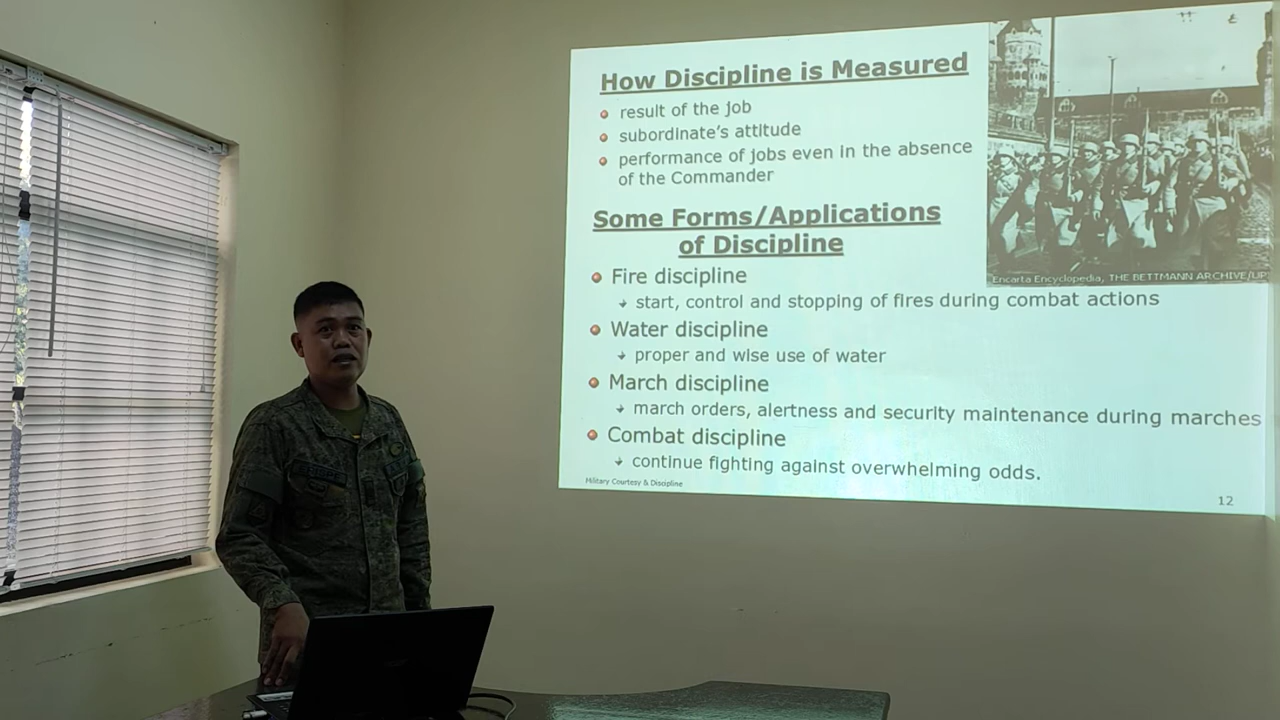 How Discipline is Measured
result of the job
subordinate's attitude
performance of jobs even in the absence
of the Commander
Some Forms/Applications
of Discipline
Fire discipline
start, control and stopping of fires during combat actions
Water discipline
proper and wise use of water
March discipline
march orders, alertness and security maintenance during marches
Combat discipline
continue fighting against overwhelming odds.
Military Courtesy & Discipline
12
Encarta Encyclopedia, THE BETTMANN ARCHIVE/UP